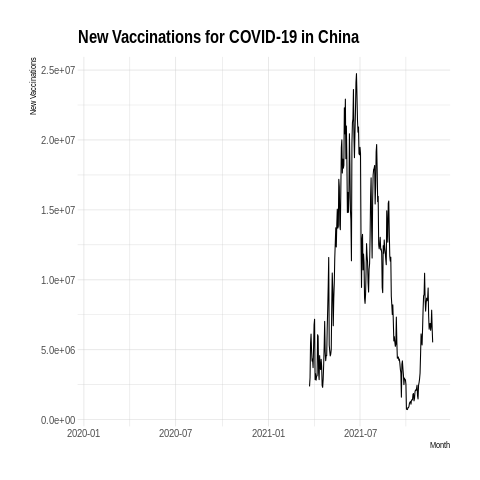 New Vaccinations for COVID-19 in China
New Vaccinations
2.5e+07
2.0e+07
1.5e+07
1.0e+07
5.0e+06
0.0e+00
2020-01 2020-07 2021-01 2021-07
Month